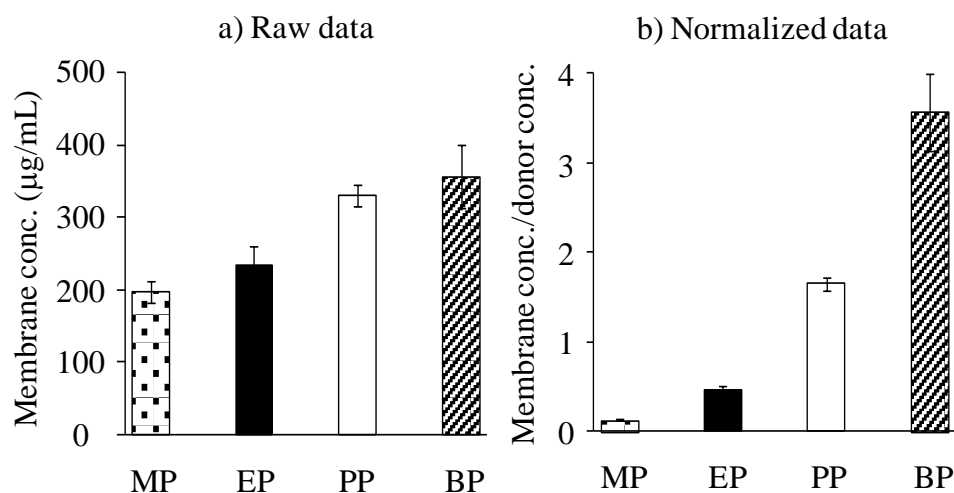 a) Raw data
Membrane conc. (µg/mL)
500
400
300
200
100
0
MP EP PP BP
b) Normalized data
Membrane conc./donor conc.
4
3
2
1
0
MP EP PP BP